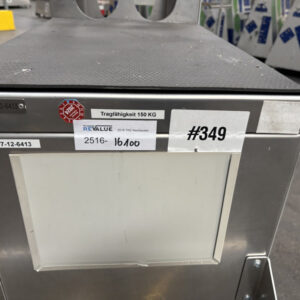 Tragfähigkeit 150 KG
REVALUE
#349
2516-16100
7-12-6413